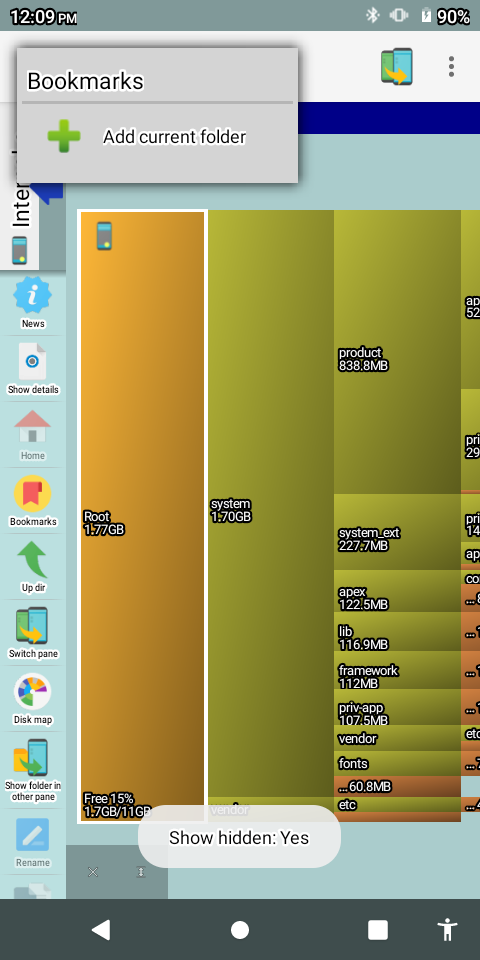 12:09 PM
90%
Bookmarks
Add current folder
Inter
News
Show details
Home
Bookmarks
Up dir
Switch pane
Disk map
Show folder in
other pane
Rename
Root
1.77GB
Free 15%
1.7GB/11GB
system
1.70GB
vendor
product
838.8MB
system_ext
227.7MB
apex
122.5MB
lib
116.9MB
framework
112MB
priv-app
107.5MB
vendor
fonts
...60.8MB
etc
ap
52
pri
29
pri
14
ap
co
... 8
... 1
... 1
... 1
etc
... 7
... 4
Show hidden: Yes